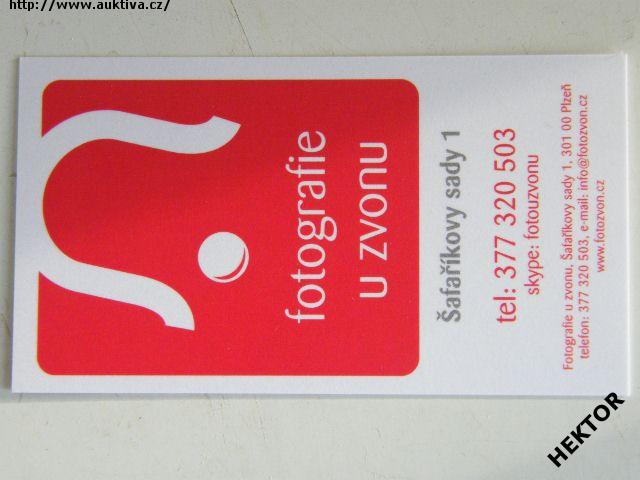 http://www.auktiva.cz/
fotografie
u zvonu
Šafaříkovy sady 1
tel: 377 320 503
skype: fotouzvonu
Fotografie u zvonu, Šafaříkovy sady 1, 301 00 Plzeň
telefon: 377 320 503, e-mail: info@fotozvon.cz
www.fotozvon.cz
HEKTOR